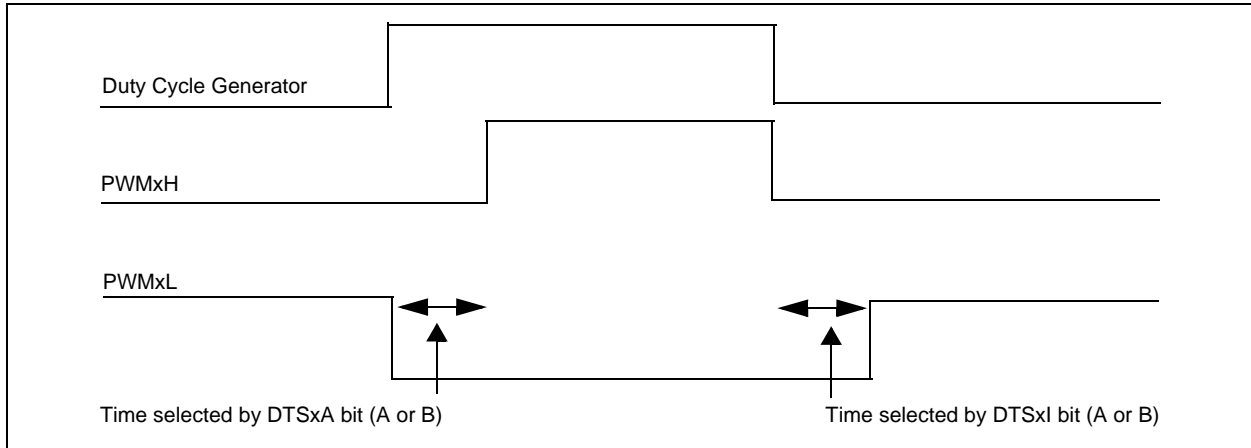 Duty Cycle Generator
PWMxH
PWMxL
Time selected by DTSxA bit (A or B)
Time selected by DTSxI bit (A or B)